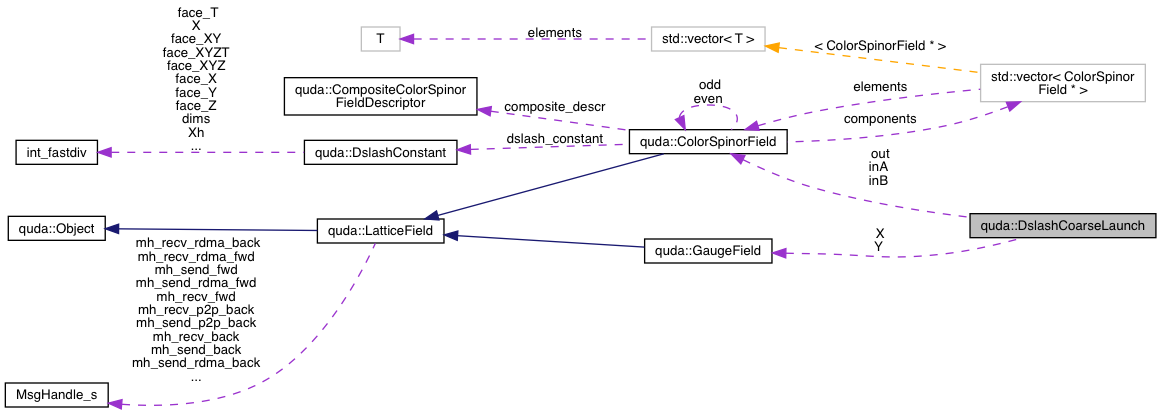 face_T
X
face_XY
face_XYZT
face_XYZ
face_X
face_Y
face_Z
dims
Xh
...
T
elements
std::vector< T >
< ColorSpinorField * >
std::vector< ColorSpinor
Field * >
quda::CompositeColorSpinor
FieldDescriptor
composite_descr
odd
even
elements
components
int_fastdiv
quda::DslashConstant
dslash_constant
quda::ColorSpinorField
out
inA
inB
quda::Object
quda::LatticeField
quda::DslashCoarseLaunch
X
Y
quda::GaugeField
mh_recv_rdma_back
mh_recv_rdma_fwd
mh_send_fwd
mh_send_rdma_fwd
mh_recv_fwd
mh_recv_p2p_back
mh_send_p2p_back
mh_recv_back
mh_send_back
mh_send_rdma_back
...
MsgHandle_s